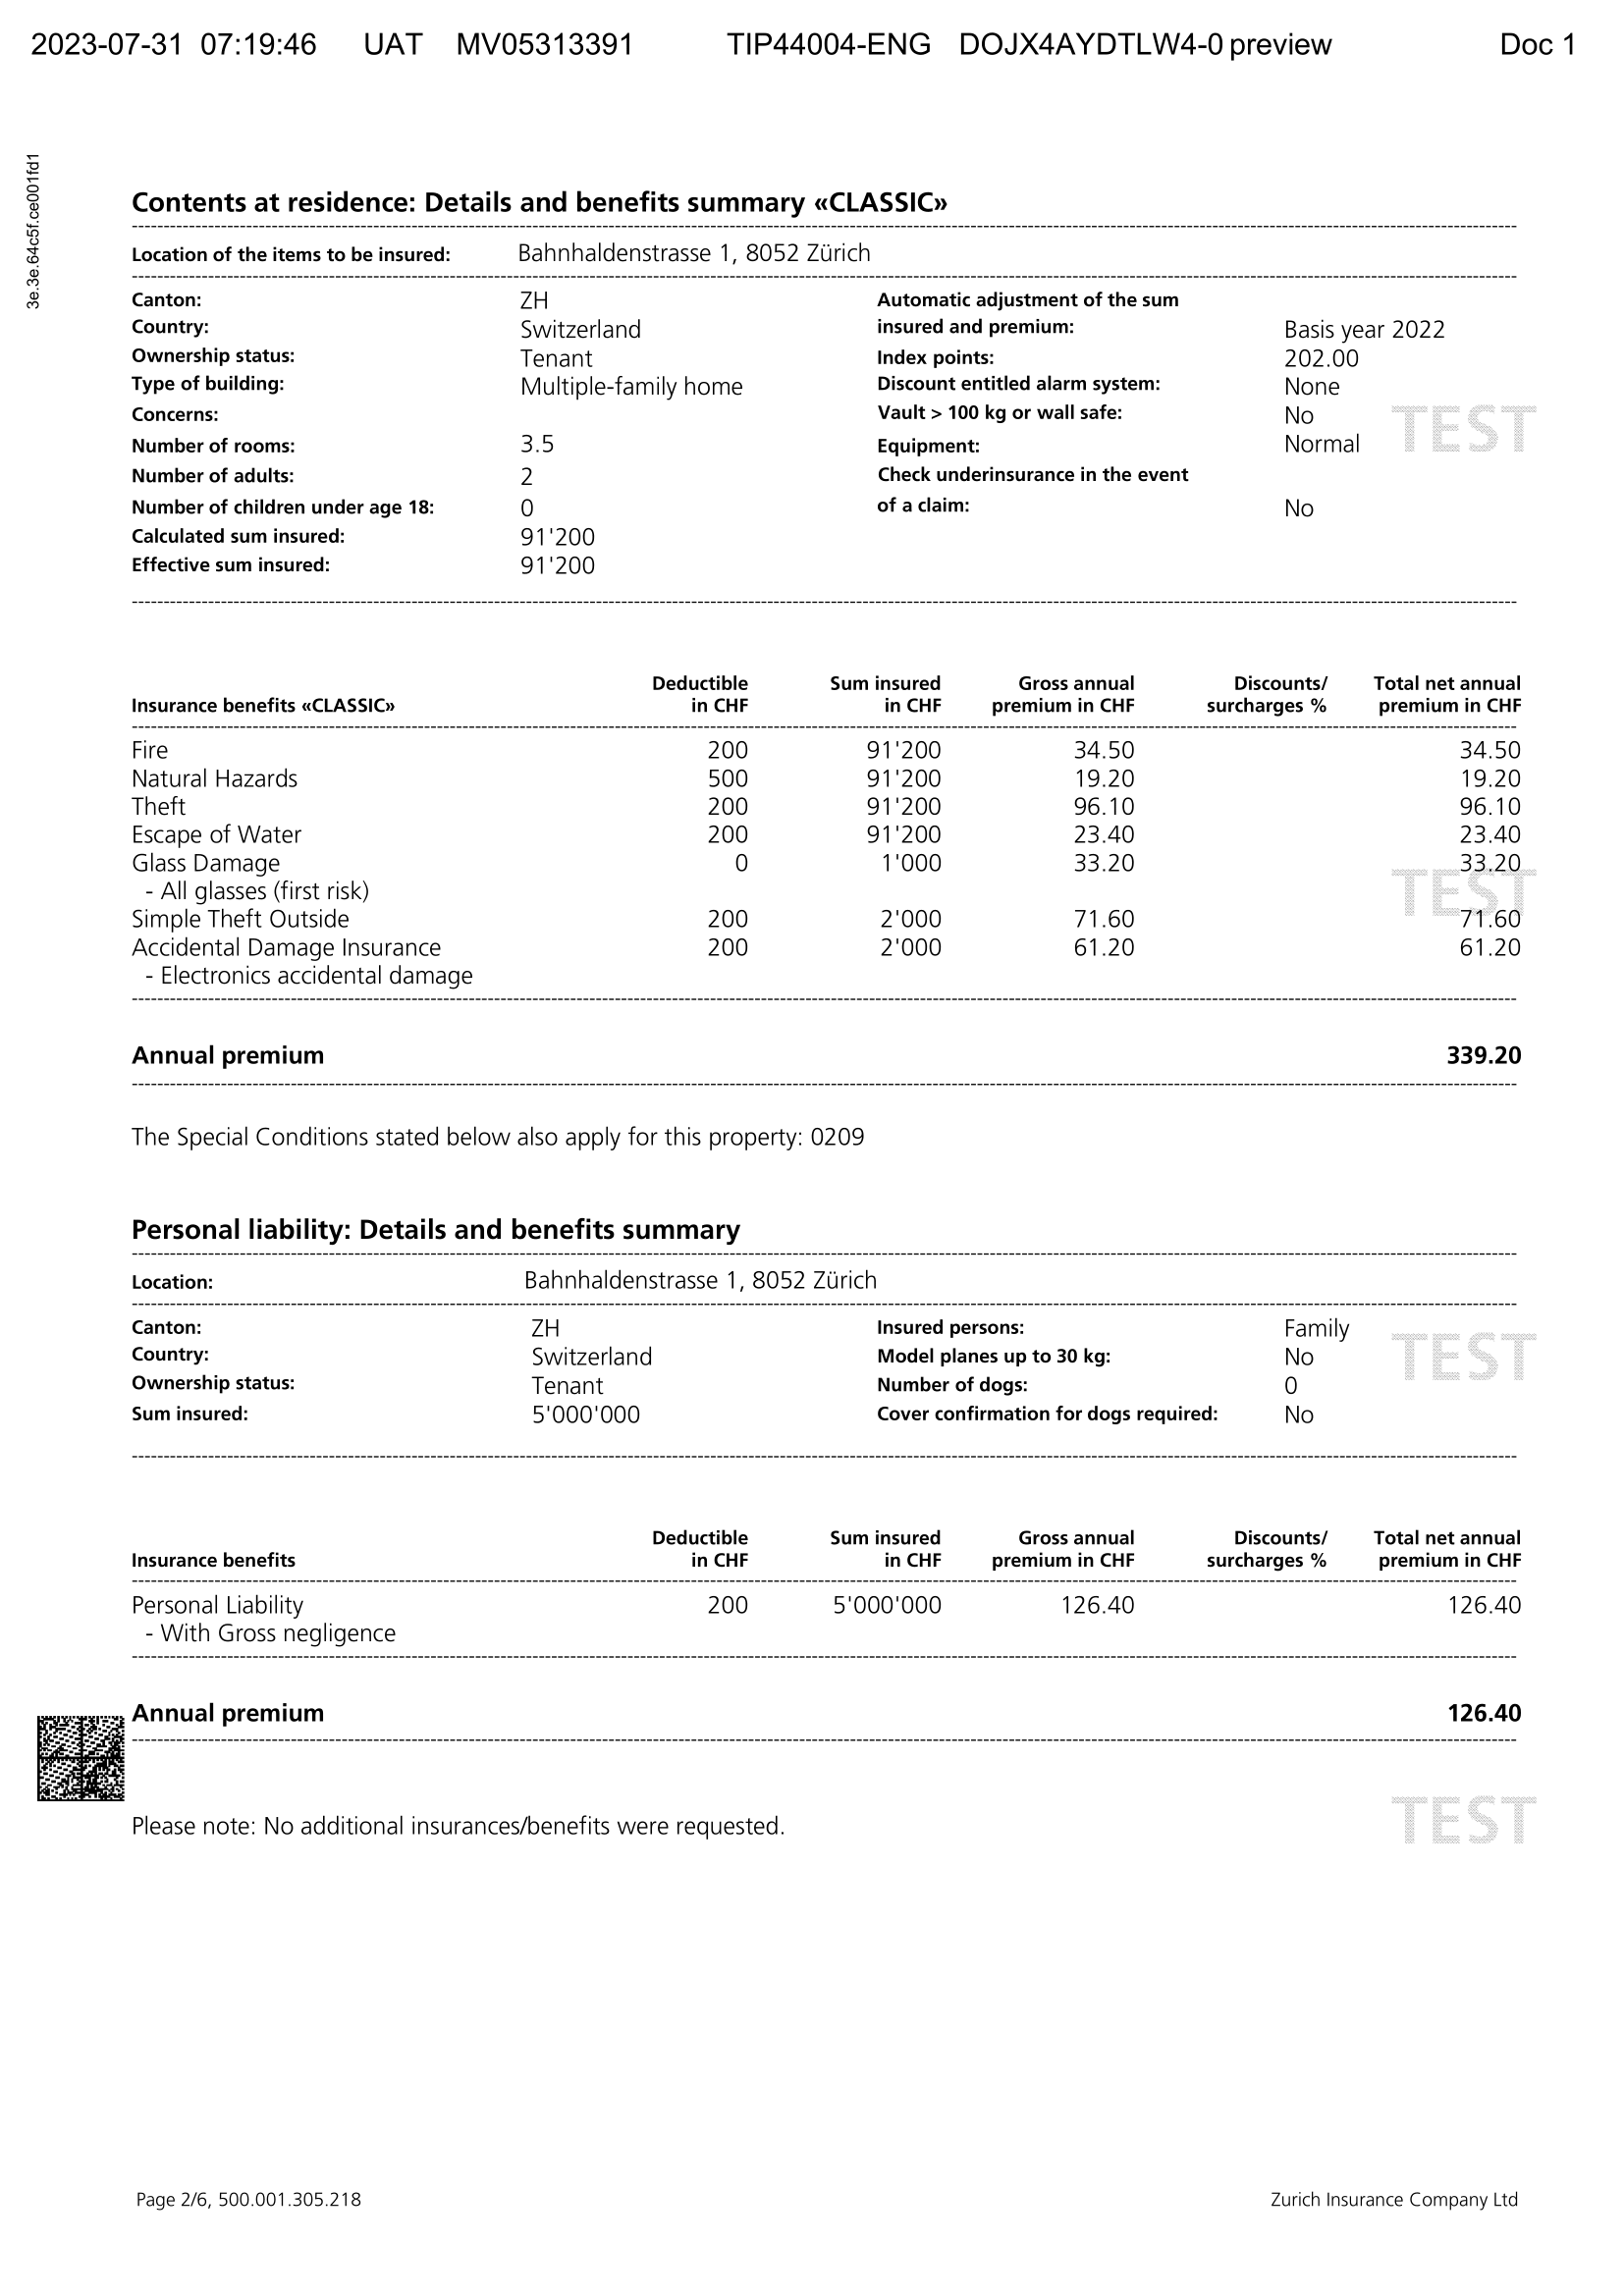 2023-07-31 07:19:46 UAT MV05313391 TIP44004-ENG DOJX4AYDTLW4-0 preview Doc 1
3e.3e.64c5f.ce001fd1
Contents at residence: Details and benefits summary «CLASSIC»
Location of the items to be insured: Bahnhaldenstrasse 1, 8052 Zürich
Canton: ZH Automatic adjustment of the sum
Country: Switzerland insured and premium: Basis year 2022
Ownership status: Tenant Index points: 202.00
Type of building: Multiple-family home Discount entitled alarm system: None
Concerns: Vault > 100 kg or wall safe: No
TEST
Number of rooms: 3.5 Equipment: Normal
Number of adults: 2 Check underinsurance in the event
Number of children under age 18: 0 of a claim: No
Calculated sum insured: 91'200
Effective sum insured: 91'200
Deductible Sum insured Gross annual Discounts/ Total net annual
Insurance benefits «CLASSIC» in CHF in CHF premium in CHF surcharges % premium in CHF
Fire 200 91'200 34.50 34.50
Natural Hazards 500 91'200 19.20 19.20
Theft 200 91'200 96.10 96.10
Escape of Water 200 91'200 23.40 23.40
Glass Damage 0 1'000 33.20 33.20
- All glasses (first risk)
TEST
Simple Theft Outside 200 2'000 71.60 71.60
Accidental Damage Insurance 200 2'000 61.20 61.20
- Electronics accidental damage
Annual premium 339.20
The Special Conditions stated below also apply for this property: 0209
Personal liability: Details and benefits summary
Location: Bahnhaldenstrasse 1, 8052 Zürich
Canton: ZH Insured persons: Family
Country: Switzerland Model planes up to 30 kg: No
TEST
Ownership status: Tenant Number of dogs: 0
Sum insured: 5'000'000 Cover confirmation for dogs required: No
Deductible Sum insured Gross annual Discounts/ Total net annual
Insurance benefits in CHF in CHF premium in CHF surcharges % premium in CHF
Personal Liability 200 5'000'000 126.40 126.40
- With Gross negligence
Annual premium 126.40
Please note: No additional insurances/benefits were requested.
TEST
Page 2/6, 500.001.305.218 Zurich Insurance Company Ltd